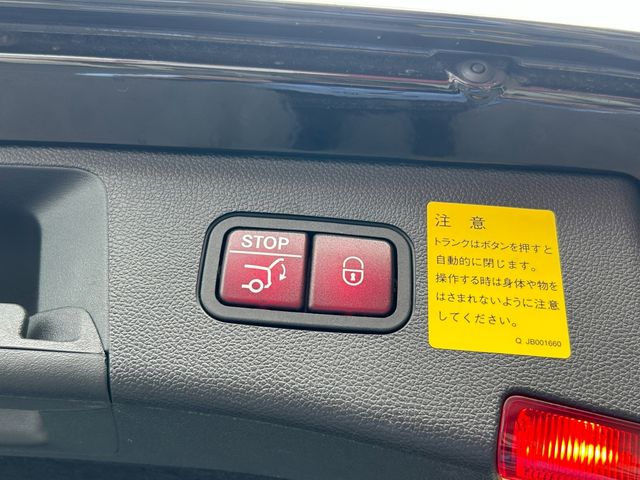 STOP
注 意
トランクはボタンを押すと
自動的に閉じます。
操作する時は身体や物を
はさまれないように注意
してください。
Q JB001660